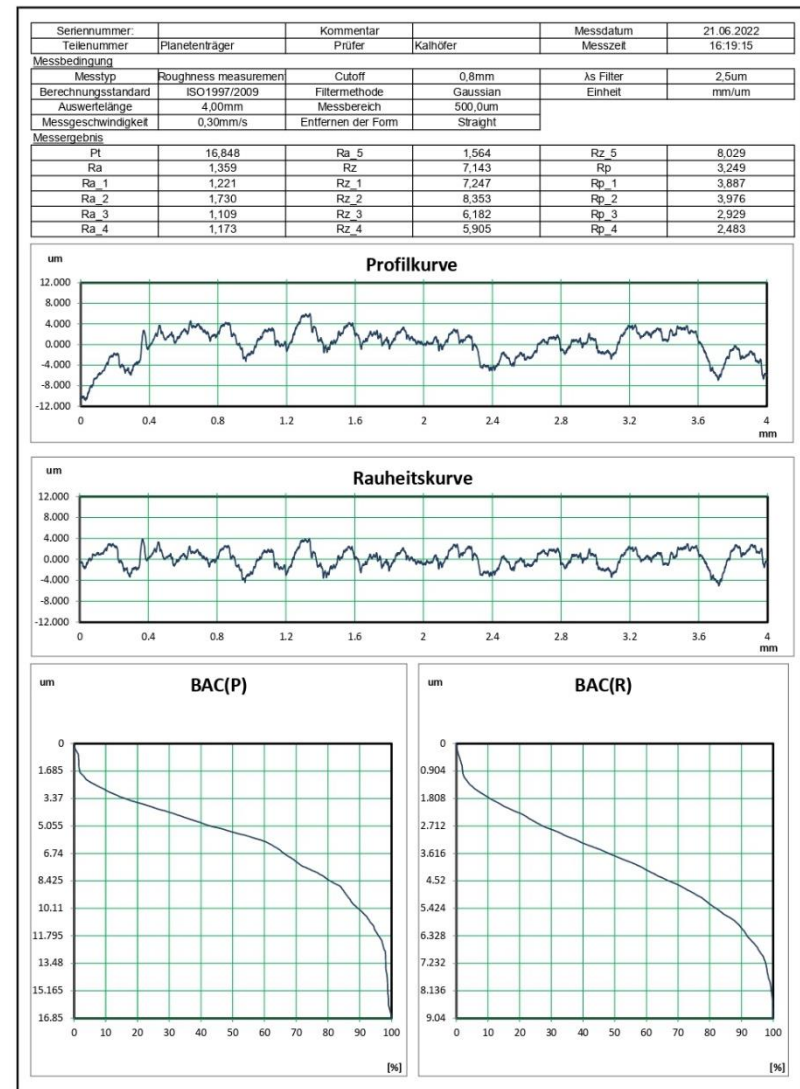 Seriennummer: Kommentar Messdatum 21.06.2022
Teilenummer Planetenträger Prüfer Kalhöfer Messzeit 16:19:15
Messbedingung
Messtyp Roughness measuremen Cutoff 0,8mm λs Filter 2,5um
Berechnungsstandard ISO1997/2009 Filtermethode Gaussian Einheit mm/um
Auswertelänge 4,00mm Messbereich 500,0um
Messgeschwindigkeit 0,30mm/s Entfernen der Form Straight
Messergebnis
Pt 16,848 Ra_5 1,564 Rz_5 8,029
Ra 1,359 Rz 7,143 Rp 3,249
Ra_1 1,221 Rz_1 7,247 Rp_1 3,887
Ra_2 1,730 Rz_2 8,353 Rp_2 3,976
Ra_3 1,109 Rz_3 6,182 Rp_3 2,929
Ra_4 1,173 Rz_4 5,905 Rp_4 2,483
um
Profilkurve
12.000
8.000
4.000
0.000
-4.000
-8.000
-12.000
0 0.4 0.8 1.2 1.6 2 2.4 2.8 3.2 3.6 4
mm
um
Rauheitskurve
12.000
8.000
4.000
0.000
-4.000
-8.000
-12.000
0 0.4 0.8 1.2 1.6 2 2.4 2.8 3.2 3.6 4
mm
um BAC(P)
0
1.685
3.37
5.055
6.74
8.425
10.11
11.795
13.48
15.165
16.85
0 10 20 30 40 50 60 70 80 90 100
[%]
um BAC(R)
0
0.904
1.808
2.712
3.616
4.52
5.424
6.328
7.232
8.136
9.04
0 10 20 30 40 50 60 70 80 90 100
[%]